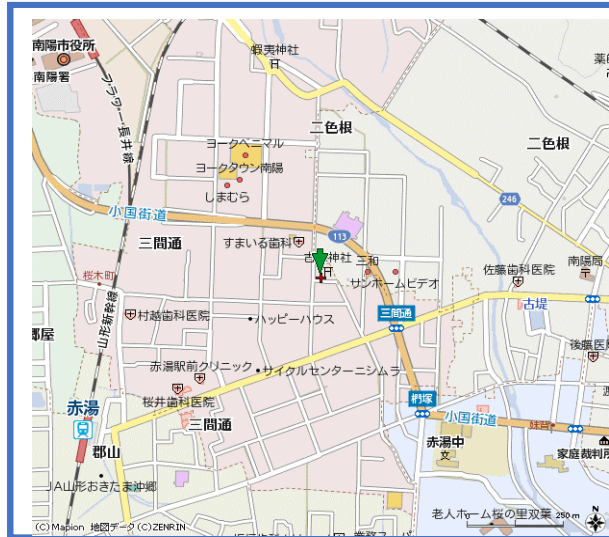 南陽市役所
南陽署
蝦夷神社
フラワー長井線
二色根
二色根
ヨークベニマル
ヨークタウン南陽
しまむら
246
小国街道
113
三間通
すまいる歯科
神社
三和
サンホームビデオ
南陽局
佐藤歯科医院
桜木町
古堤
山形新幹線
村越歯科医院
ハッピーハウス
三間通
後藤医
赤湯駅前クリニック
サイクルセンターニシムラ
桜井歯科医院
椚塚
赤湯
三間通
小国街道
郡山
赤湯中
文
家庭裁判所
JA山形おきたま沖郷
老人ホーム桜の里双葉
250 m
N
(C) Mapion 地図データ(C)ZENRIN